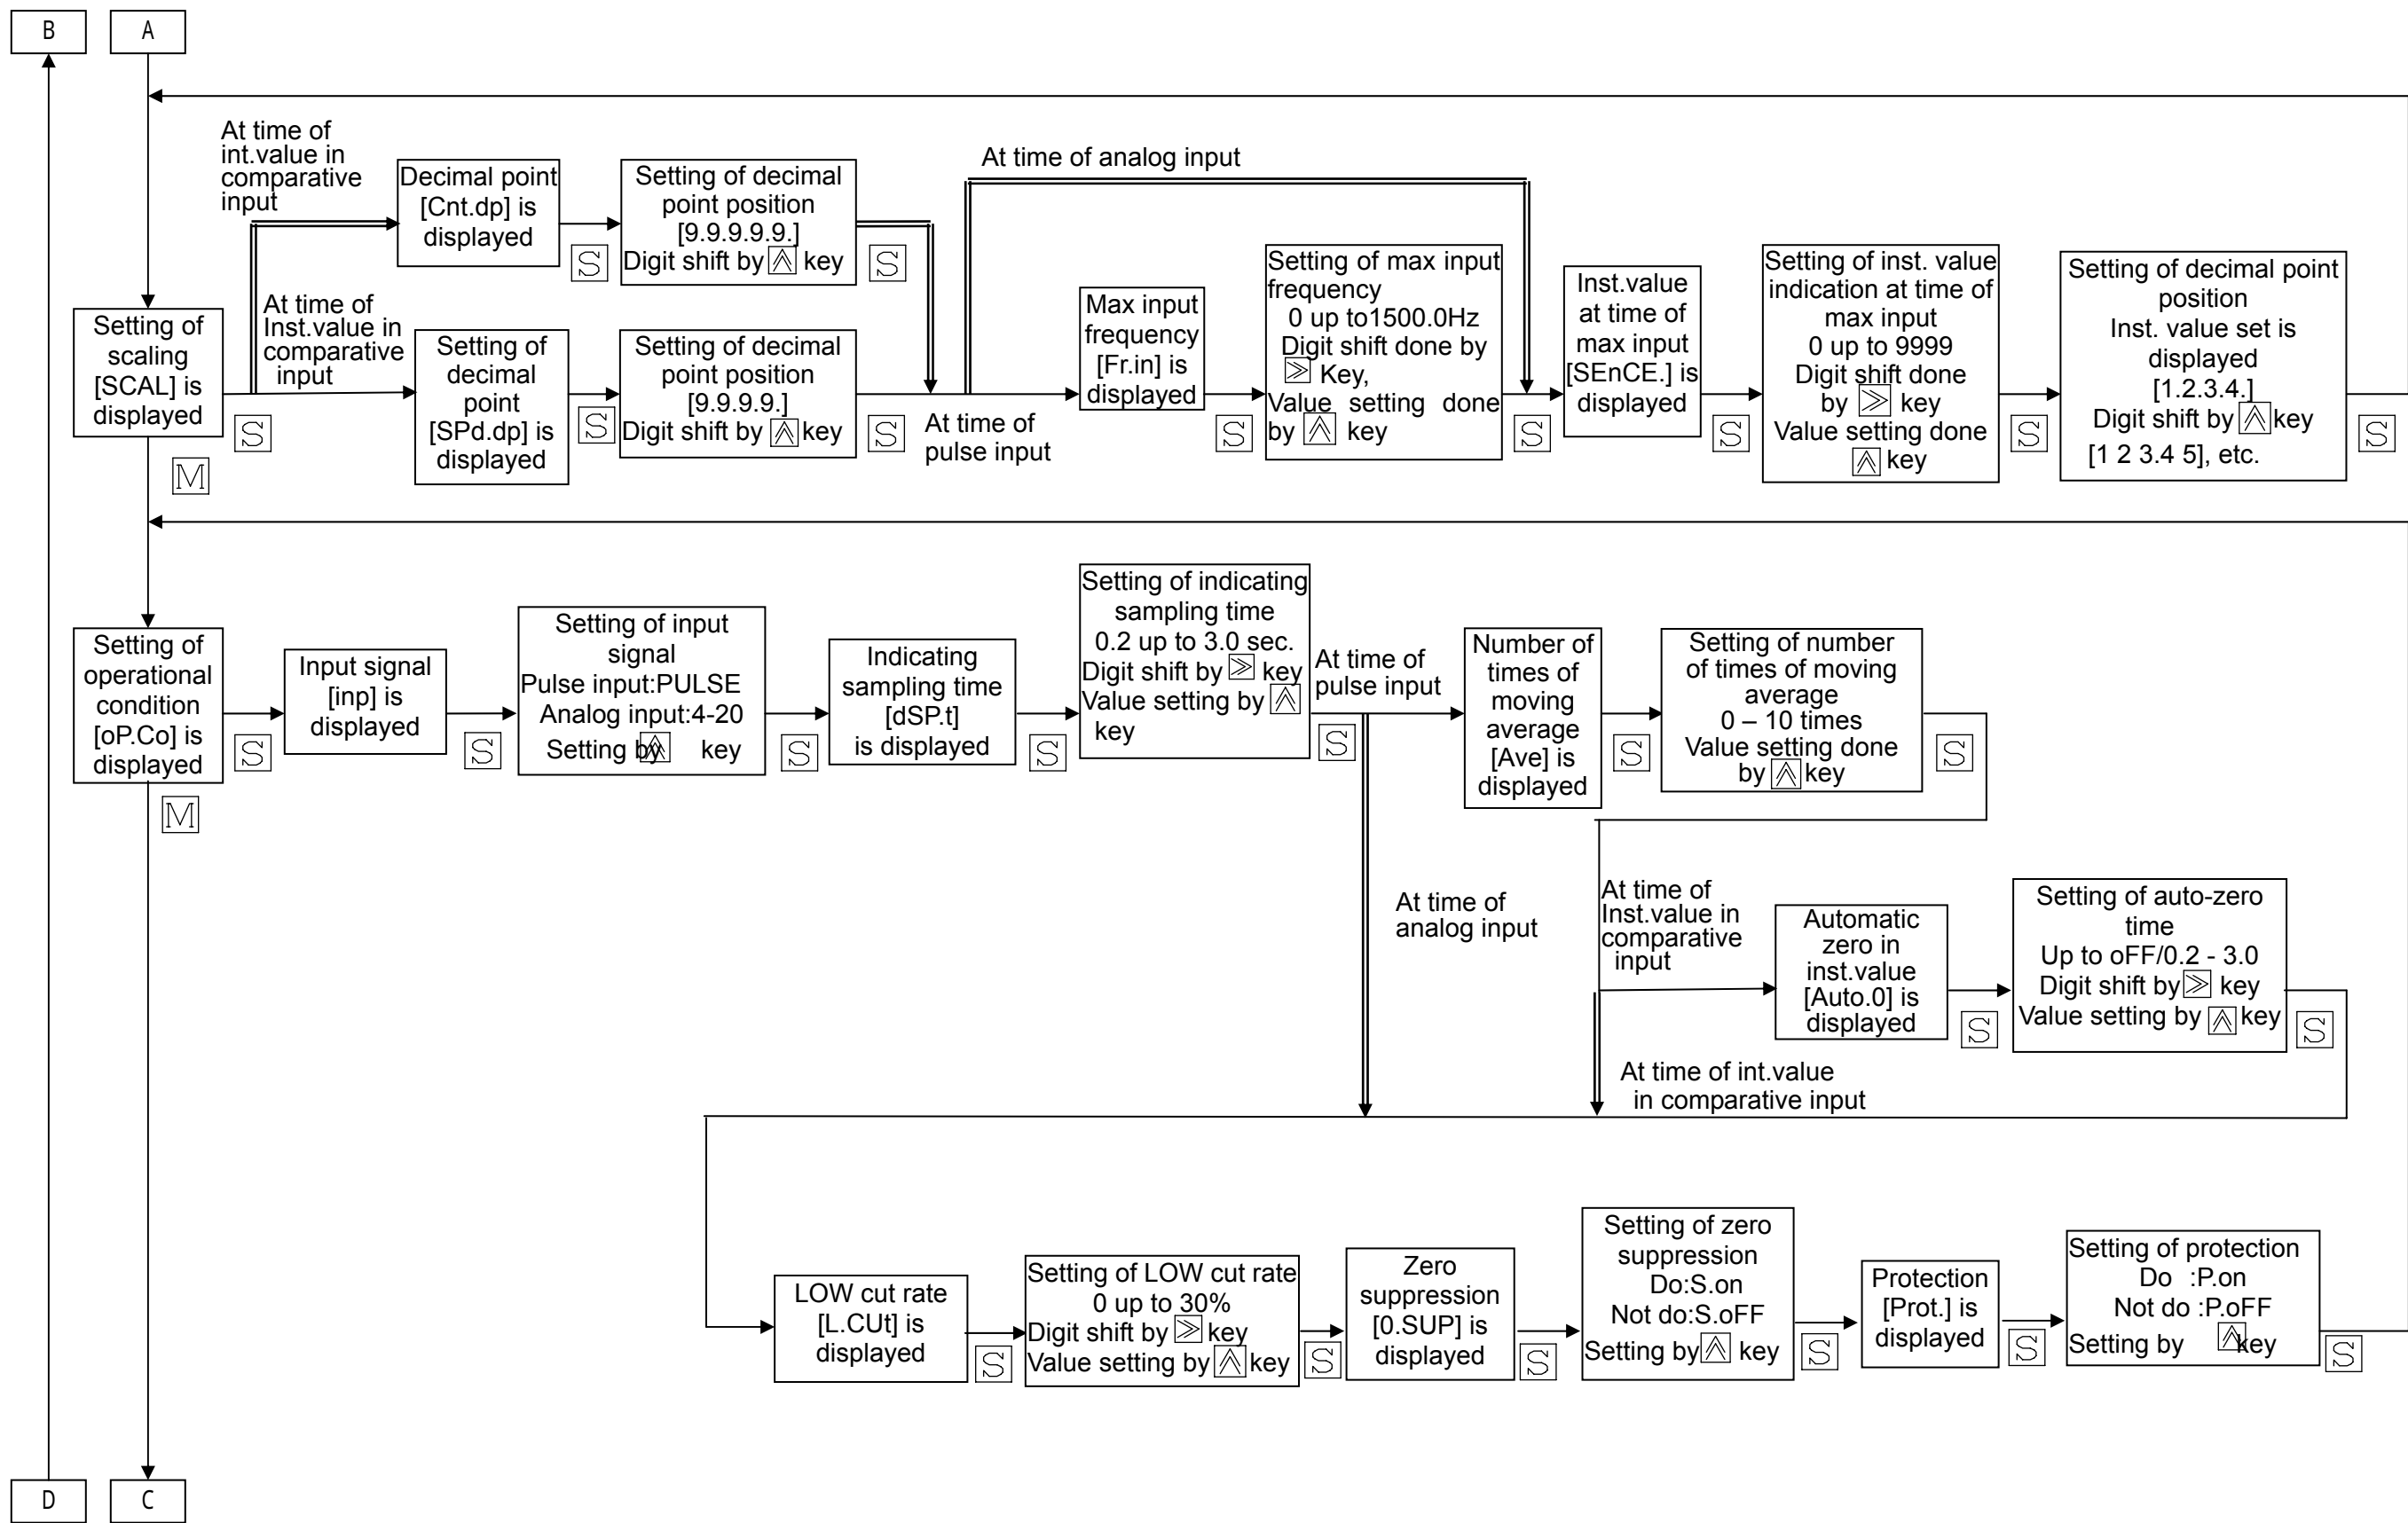 B
A
At time of
int.value in
comparative
input
Decimal point
[Cnt.dp] is
displayed
S
Setting of decimal
point position
[9.9.9.9.9.]
Digit shift by ︽ key
S
At time of analog input
Setting of
scaling
[SCAL] is
displayed
S
M
At time of
Inst.value in
comparative
input
Setting of
decimal
point
[SPd.dp] is
displayed
S
Setting of decimal
point position
[9.9.9.9.]
Digit shift by ︽ key
S
At time of
pulse input
Max input
frequency
[Fr.in] is
displayed
S
Setting of max input
frequency
0 up to1500.0Hz
Digit shift done by
≫ Key,
Value setting done
by ︽ key
S
Inst.value
at time of
max input
[SEnCE.] is
displayed
S
Setting of inst. value
indication at time of
max input
0 up to 9999
Digit shift done
by ≫ key
Value setting done
︽ key
S
Setting of decimal point
position
Inst. value set is
displayed
[1.2.3.4.]
Digit shift by ︽ key
[1 2 3.4 5], etc.
S
Setting of
operational
condition
[oP.Co] is
displayed
S
M
Input signal
[inp] is
displayed
S
Setting of input
signal
Pulse input:PULSE
Analog input:4-20
Setting by ︽ key
S
Indicating
sampling time
[dSP.t]
is displayed
S
Setting of indicating
sampling time
0.2 up to 3.0 sec.
Digit shift by ≫ key
Value setting by ︽
key
S
At time of
pulse input
Number of
times of
moving
average
[Ave] is
displayed
S
Setting of number
of times of moving
average
0 – 10 times
Value setting done
by ︽ key
S
At time of
analog input
At time of
Inst.value in
comparative
input
Automatic
zero in
inst.value
[Auto.0] is
displayed
S
Setting of auto-zero
time
Up to oFF/0.2 - 3.0
Digit shift by ≫ key
Value setting by ︽ key
S
At time of int.value
in comparative input
LOW cut rate
[L.CUt] is
displayed
S
Setting of LOW cut rate
0 up to 30%
Digit shift by ≫ key
Value setting by ︽ key
S
Zero
suppression
[0.SUP] is
displayed
S
Setting of zero
suppression
Do:S.on
Not do:S.oFF
Setting by ︽ key
S
Protection
[Prot.] is
displayed
S
Setting of protection
Do :P.on
Not do :P.oFF
Setting by ︽ key
S
D
C